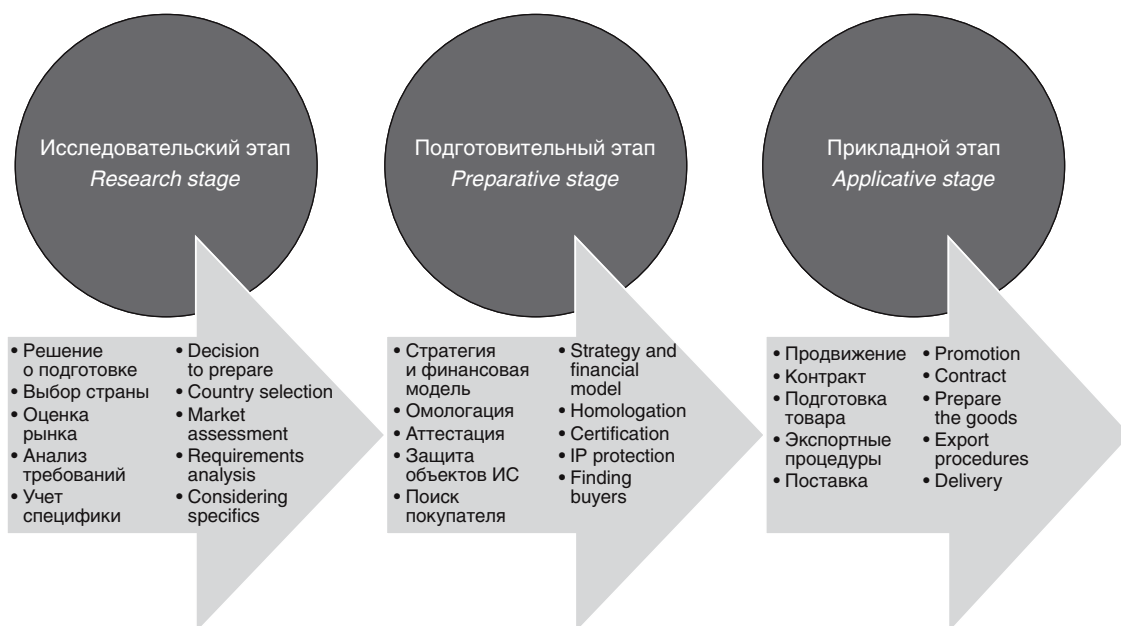 Исследовательский этап
Research stage
• Решение
о подготовке
• Выбор страны
• Оценка
рынка
• Анализ
требований
• Учет
специфики
• Decision
to prepare
• Country selection
• Market
assessment
• Requirements
analysis
• Considering
specifics
Подготовительный этап
Preparative stage
• Стратегия
и финансовая
модель
• Омологация
• Аттестация
• Защита
объектов ИС
• Поиск
покупателя
• Strategy and
financial
model
• Homologation
• Certification
• IP protection
• Finding
buyers
Прикладной этап
Applicative stage
• Продвижение
• Контракт
• Подготовка
товара
• Экспортные
процедуры
• Поставка
• Promotion
• Contract
• Prepare
the goods
• Export
procedures
• Delivery